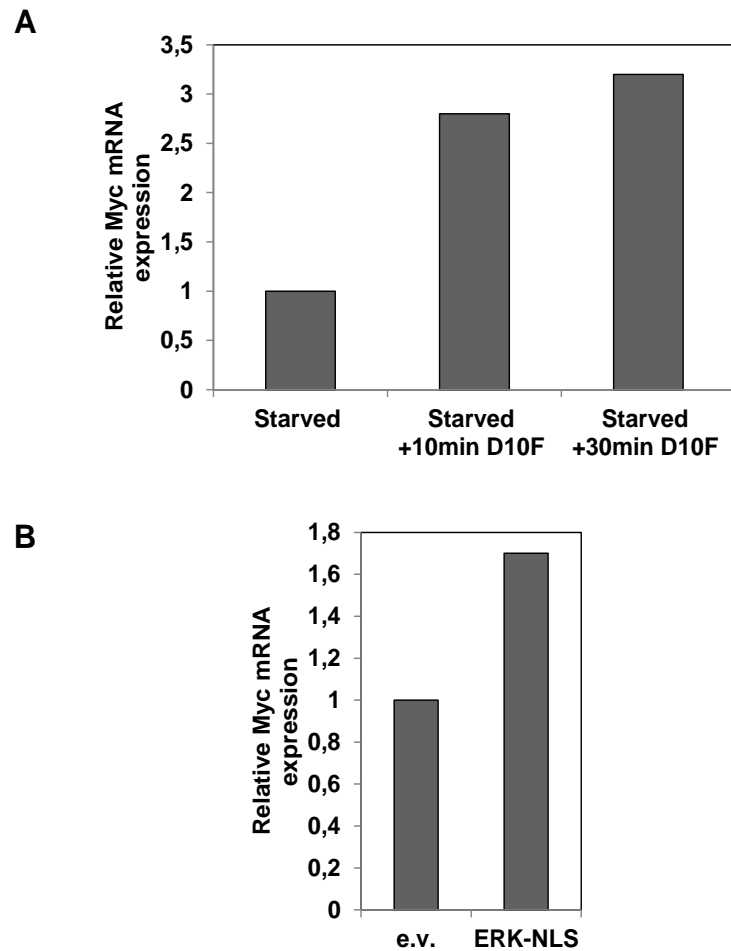 A
Relative Myc mRNA
expression
3,5
3
2,5
2
1,5
1
0,5
0
Starved
Starved
+10min D10F
Starved
+30min D10F
B
Relative Myc mRNA
expression
1,8
1,6
1,4
1,2
1
0,8
0,6
0,4
0,2
0
e.v.
ERK-NLS